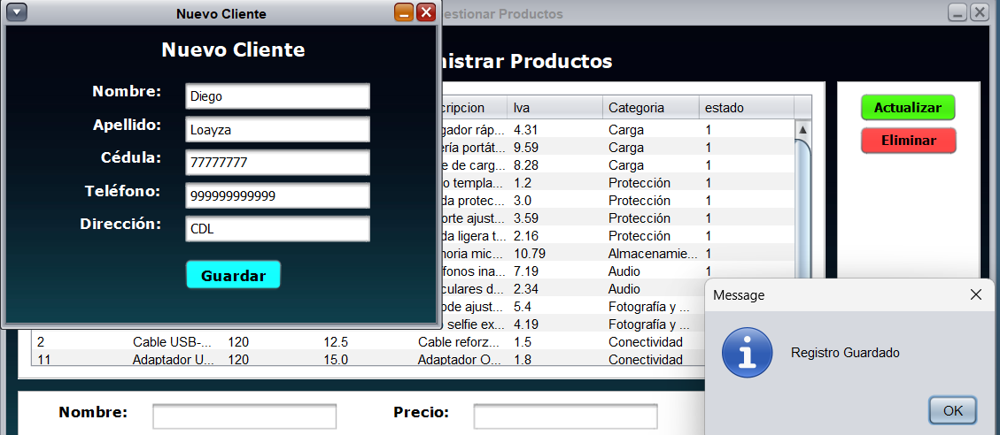 Nuevo Cliente
estionar Productos
Nuevo Cliente
nistrar Productos
Nombre: Diego
Apellido: Loayza
Cédula: 77777777
Teléfono: 999999999999
Dirección: CDL
Guardar
cripcion Iva Categoria estado
gador ráp... 4.31 Carga 1
ería portát... 9.59 Carga 1
e de carg... 8.28 Carga 1
o templa... 1.2 Protección 1
da protec... 3.0 Protección 1
orte ajust... 3.59 Protección 1
da ligera t... 2.16 Protección 1
moria mic... 10.79 Almacenamie... 1
fonos ina... 7.19 Audio 1
culares d... 2.34 Audio
ode ajust... 5.4 Fotografía y ...
selfie ex... 4.19 Fotografía y ...
2 Cable USB-... 120 12.5 Cable reforz... 1.5 Conectividad
11 Adaptador U... 120 15.0 Adaptador O... 1.8 Conectividad
Actualizar
Eliminar
Message
Registro Guardado
OK
Nombre:
Precio: